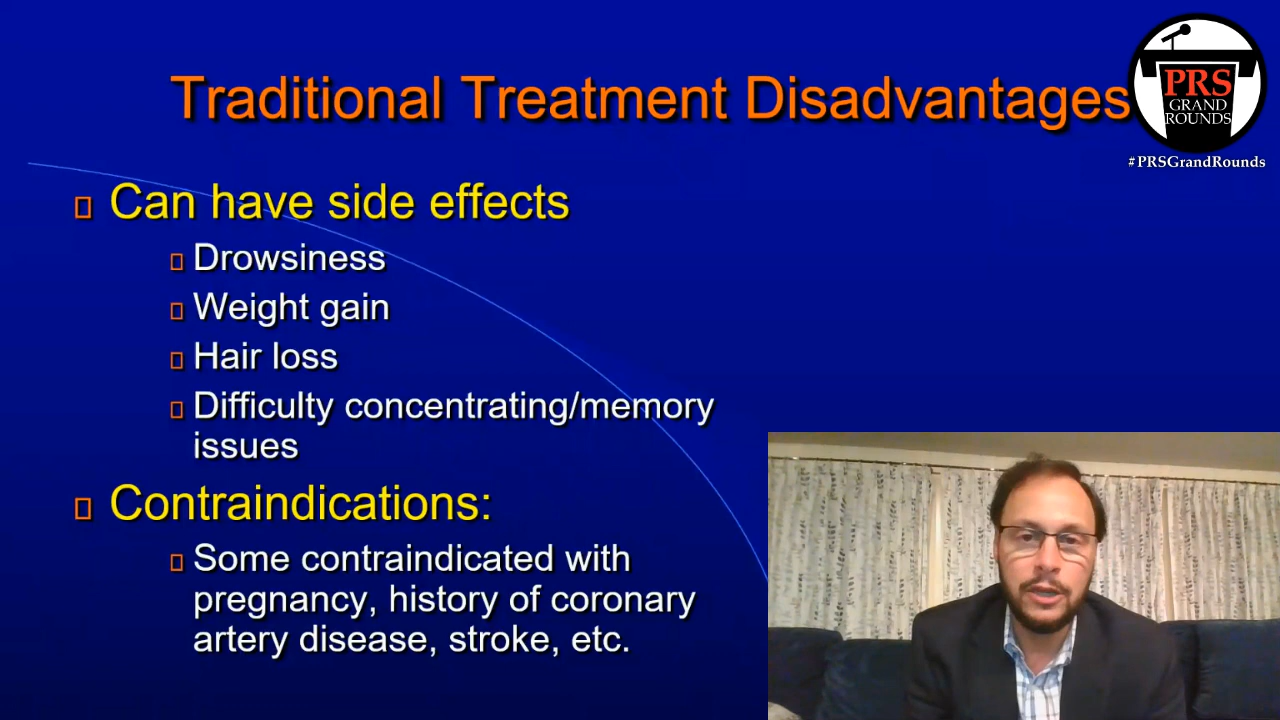 Traditional Treatment Disadvantages
PRS
GRAND
ROUNDS
#PRSGrandRounds
Can have side effects
Drowsiness
Weight gain
Hair loss
Difficulty concentrating/memory
issues
Contraindications:
Some contraindicated with
pregnancy, history of coronary
artery disease, stroke, etc.